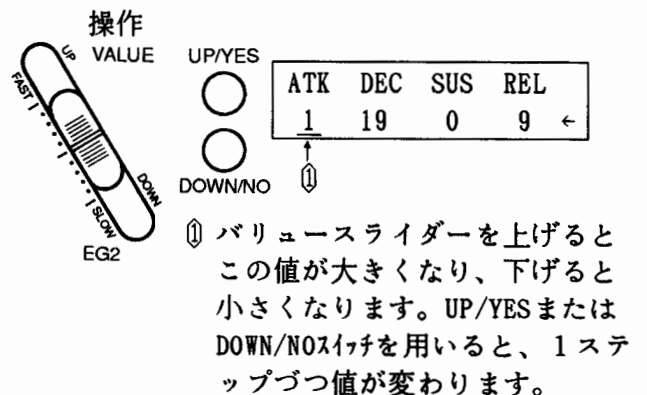 操作
VALUE
UP
FAST
DOWN
SLOW
EG2
UP/YES
DOWN/NO
ATK DEC SUS REL
1 19 0 9 ←
①
① バリュースライダーを上げると
この値が大きくなり、下げると
小さくなります。UP/YESまたは
DOWN/NOスイッチを用いると、1ステ
ップづつ値が変わります。